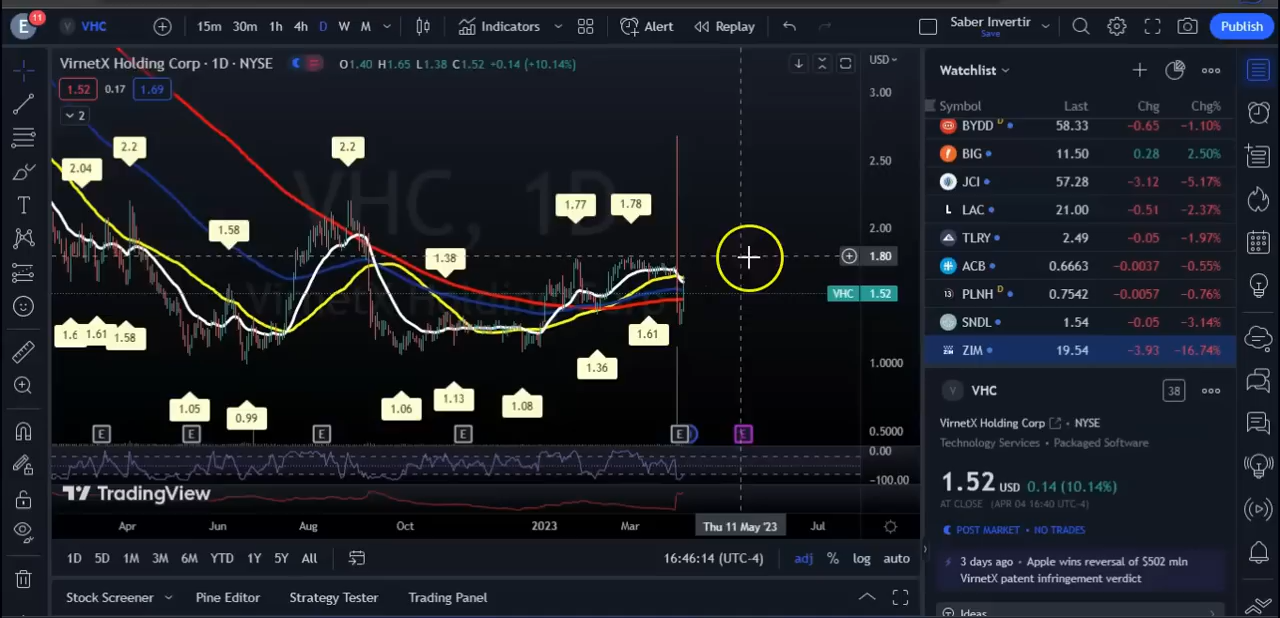 E 11 V VHC 15m 30m 1h 4h D W M Indicators Alert Replay Saber Invertir Save Publish
VirnetX Holding Corp · 1D · NYSE O1.40 H1.65 L1.38 C1.52 +0.14 (+10.14%) USD
1.52 0.17 1.69
2
VHC, 1D
3.00
2.50
2.00
1.80
VHC 1.52
1.0000
0.5000
0.00
-100.00
2.04 2.2 1.58 2.2 1.38 1.77 1.78
1.61 1.58 1.61
1.36
1.05 0.99 1.06 1.13 1.08
E E E E E E
TradingView
Apr Jun Aug Oct 2023 Mar Thu 11 May '23 Jul
1D 5D 1M 3M 6M YTD 1Y 5Y All 16:46:14 (UTC-4) adj % log auto
Stock Screener Pine Editor Strategy Tester Trading Panel
Watchlist
Symbol Last Chg Chg%
BYDD D 58.33 −0.65 −1.10%
BIG 11.50 0.28 2.50%
JCI 57.28 −3.12 −5.17%
L LAC 21.00 −0.51 −2.37%
TLRY 2.49 −0.05 −1.97%
ACB 0.6663 −0.0037 −0.55%
13 PLNH D 0.7542 −0.0057 −0.76%
SNDL 1.54 −0.05 −3.14%
ZIM ZIM 19.54 −3.93 −16.74%
V VHC 38
VirnetX Holding Corp • NYSE
Technology Services • Packaged Software
1.52 USD 0.14 (10.14%)
AT CLOSE (APR 04 16:40 UTC-4)
POST MARKET • NO TRADES
3 days ago • Apple wins reversal of $502 mln
VirnetX patent infringement verdict
Ideas